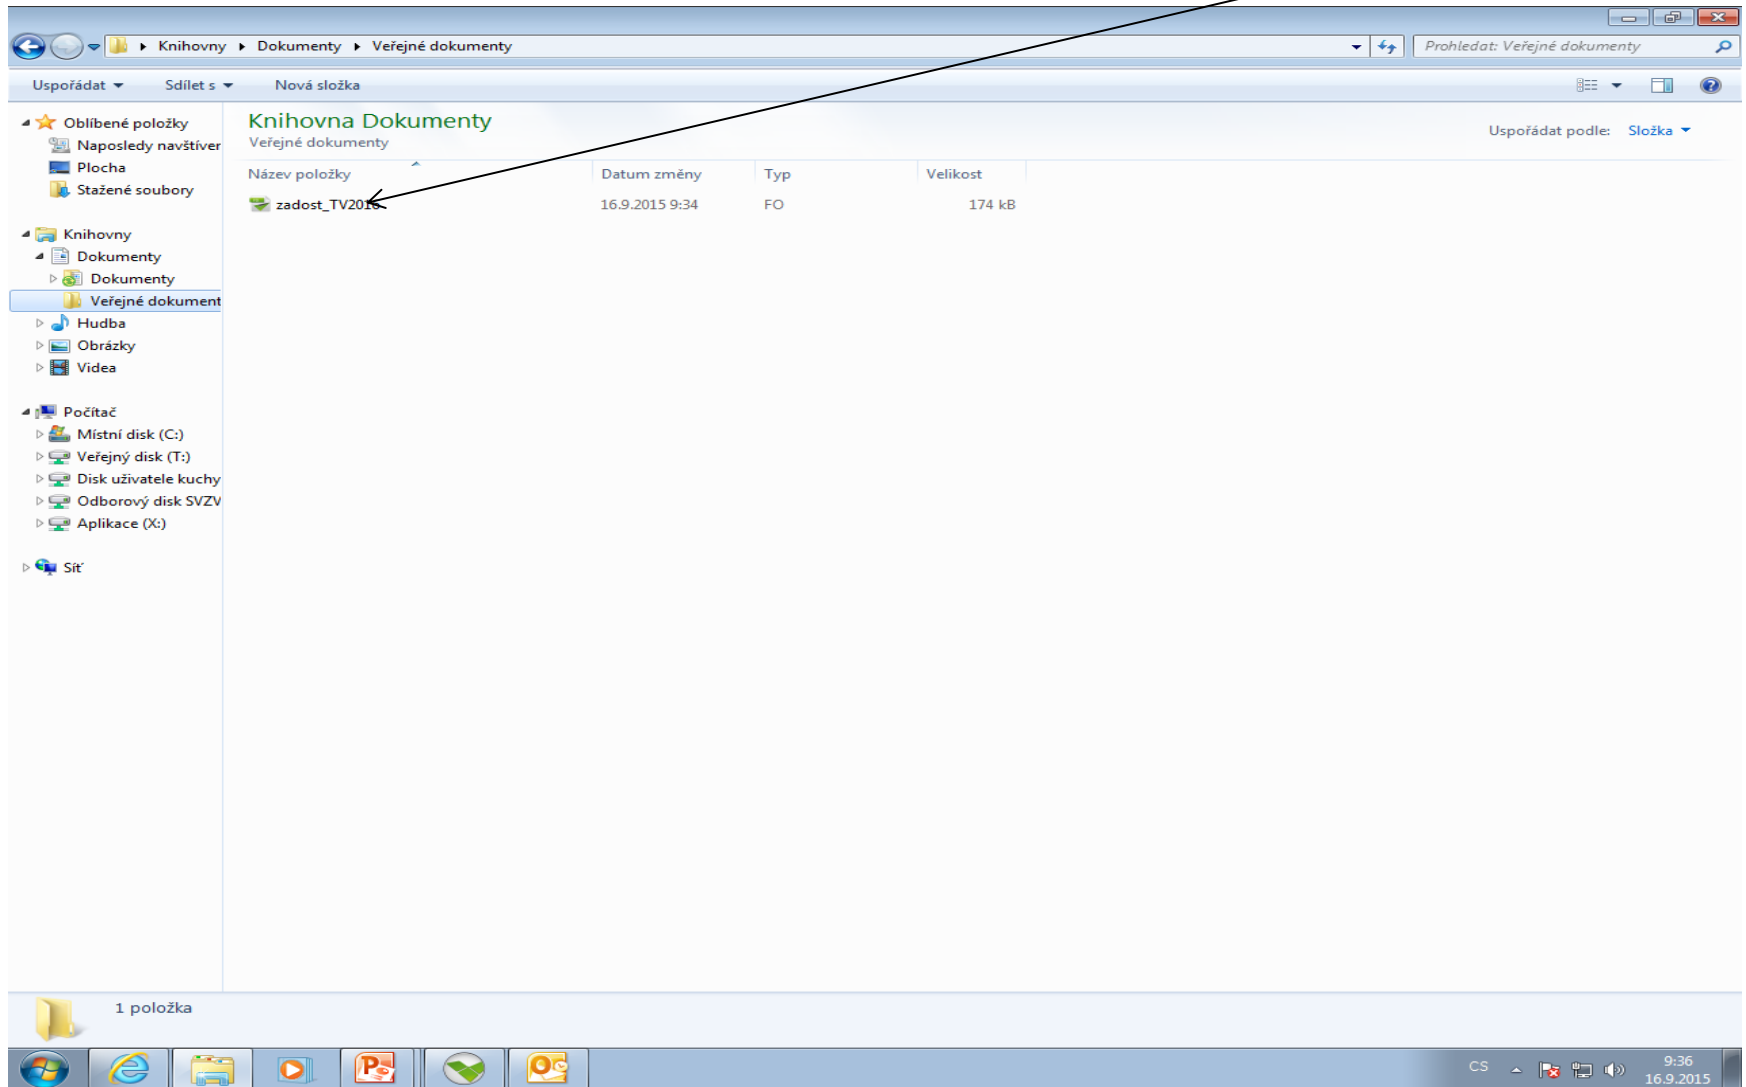 Knihovny Dokumenty Veřejné dokumenty
Prohledat: Veřejné dokumenty
Uspořádat Sdílet s Nová složka
Oblíbené položky
Naposledy navštíver
Plocha
Stažené soubory
Knihovny
Dokumenty
Dokumenty
Veřejné dokument
Hudba
Obrázky
Videa
Počítač
Místní disk (C:)
Veřejný disk (T:)
Disk uživatele kuchy
Odborový disk SVZV
Aplikace (X:)
Síť
Knihovna Dokumenty
Veřejné dokumenty
Uspořádat podle: Složka
Název položky Datum změny Typ Velikost
zadost_TV2016 16.9.2015 9:34 FO 174 kB
1 položka
CS
9:36
16.9.2015